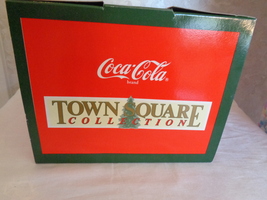 Coca-Cola®
brand
TOWN SQUARE
COLLECTION